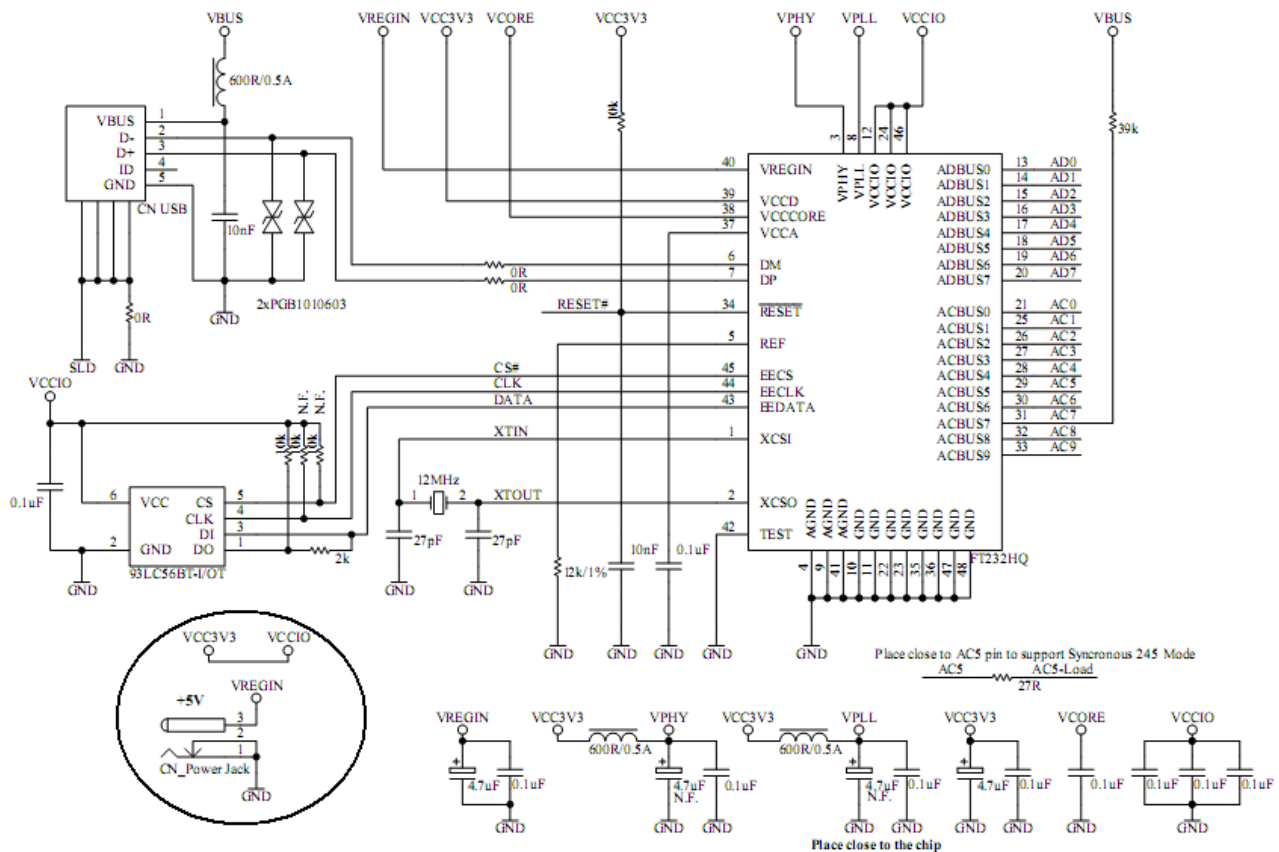 VBUS
VREGIN VCC3V3 VCORE
VCC3V3
VPHY VPLL VCCIO
VBUS
600R/0.5A
10k
39k
VBUS 1
D- 2
D+ 3
ID 4
GND 5
CN USB
10nF
2xPGB1010603
GND
0R
SLD GND
0R
0R
RESET#
CS#
CLK
DATA
XTIN
XTOUT
3 8 12 24 46
VPHY VPLL VCCIO VCCIO VCCIO
40 VREGIN
39 VCCD
38 VCCCORE
37 VCCA
6 DM
7 DP
34 RESET
5 REF
45 EECS
44 EECLK
43 EEDATA
1 XCSI
2 XCSO
42 TEST
ADBUS0 13 AD0
ADBUS1 14 AD1
ADBUS2 15 AD2
ADBUS3 16 AD3
ADBUS4 17 AD4
ADBUS5 18 AD5
ADBUS6 19 AD6
ADBUS7 20 AD7
ACBUS0 21 AC0
ACBUS1 25 AC1
ACBUS2 26 AC2
ACBUS3 27 AC3
ACBUS4 28 AC4
ACBUS5 29 AC5
ACBUS6 30 AC6
ACBUS7 31 AC7
ACBUS8 32 AC8
ACBUS9 33 AC9
AGND AGND AGND GND GND GND GND GND GND GND GND
4 9 41 10 11 22 23 35 36 47 48
FT232HQ
GND
VCCIO
N.F. N.F.
10k 10k 10k
0.1uF
6 VCC CS 5
CLK 4
DI 3
2 GND DO 1
2k
93LC56BT-I/OT
GND
12MHz
1 2
27pF 27pF
GND GND
12k/1%
10nF 0.1uF
GND GND GND GND
VCC3V3 VCCIO
VREGIN
+5V
3
2
1
CN_Power Jack
GND
Place close to AC5 pin to support Syncronous 245 Mode
AC5 AC5-Load
27R
VREGIN
+
4.7uF 0.1uF
GND
VCC3V3 VPHY
600R/0.5A
+
4.7uF 0.1uF
N.F.
GND GND
VCC3V3 VPLL
600R/0.5A
+
4.7uF 0.1uF
N.F.
GND GND
VCC3V3
+
4.7uF 0.1uF
GND GND
VCORE
0.1uF
GND
VCCIO
0.1uF 0.1uF 0.1uF
GND
Place close to the chip